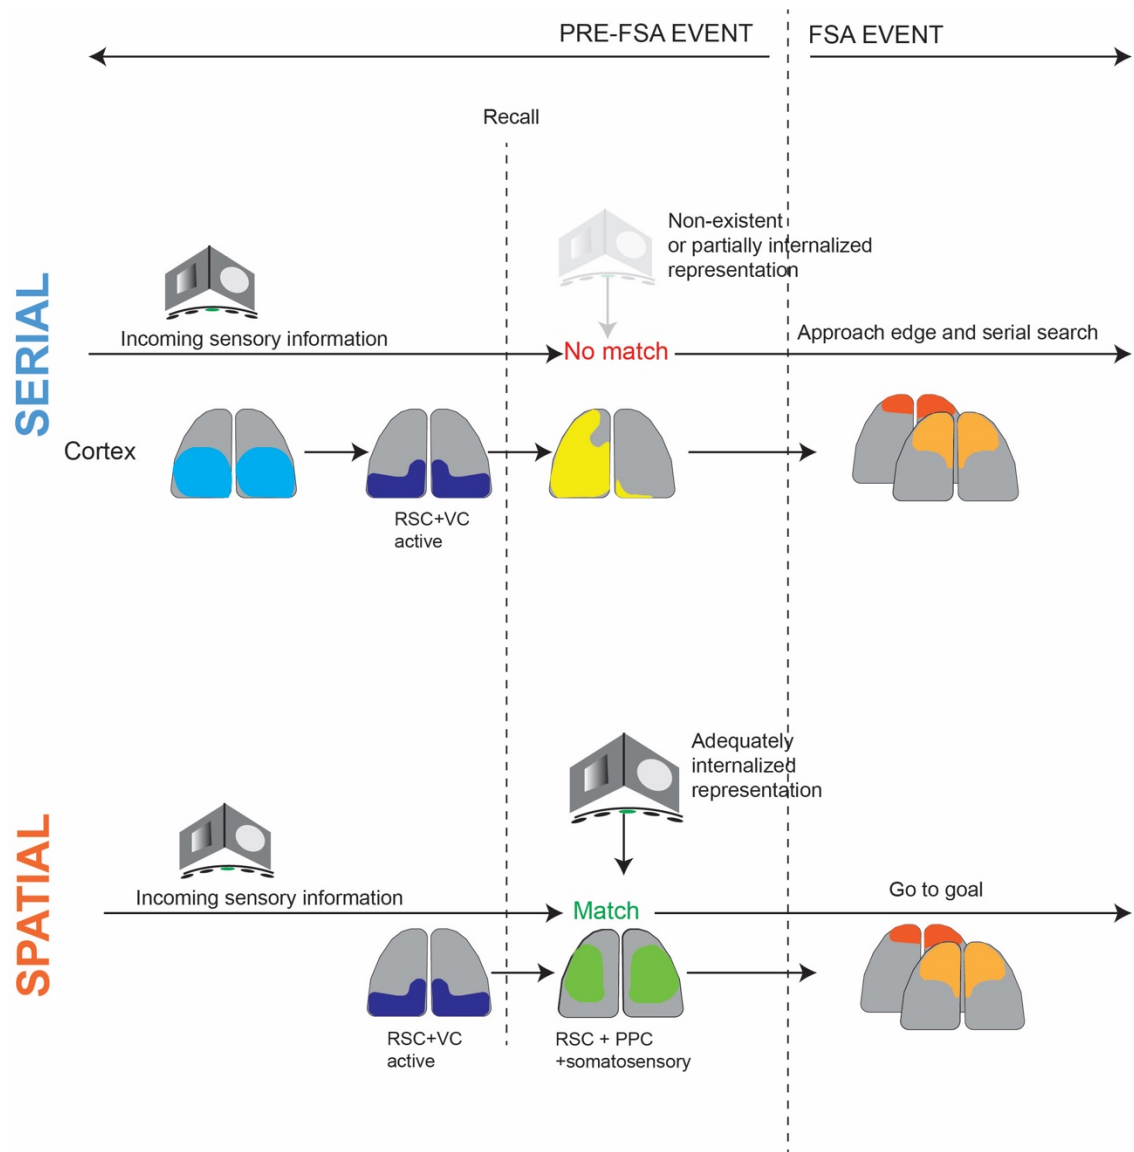 PRE-FSA EVENT
FSA EVENT
Recall
SERIAL
Non-existent
or partially internalized
representation
Incoming sensory information
No match
Approach edge and serial search
Cortex
RSC+VC
active
SPATIAL
Adequately
internalized
representation
Incoming sensory information
Match
Go to goal
RSC+VC
active
RSC + PPC
+somatosensory